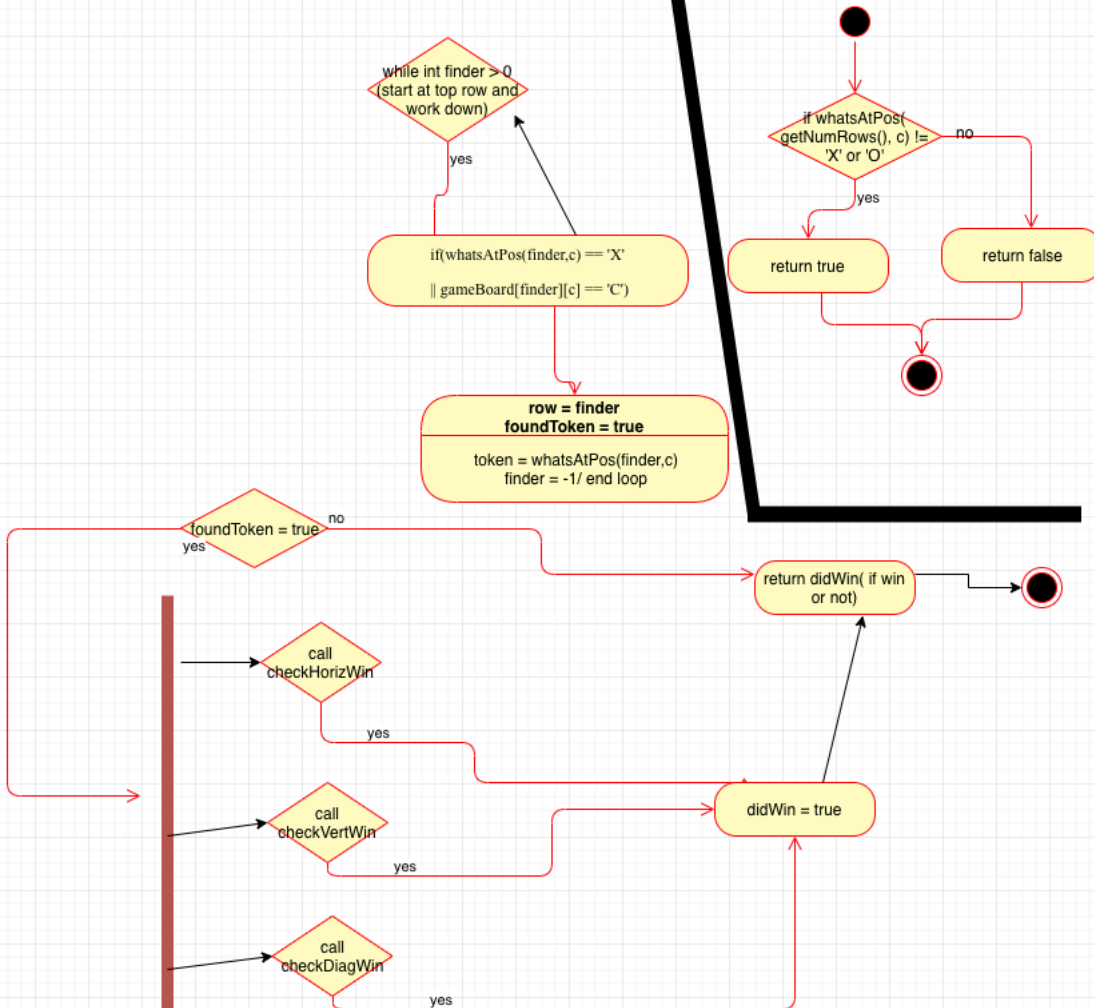 while int finder > 0
(start at top row and
work down)
yes
if(whatsAtPos(finder,c) == 'X'
|| gameBoard[finder][c] == 'C')
row = finder
foundToken = true
token = whatsAtPos(finder,c)
finder = -1/ end loop
if whatsAtPos(
getNumRows(), c) !=
'X' or 'O'
no
yes
return true
return false
foundToken = true
no
yes
return didWin( if win
or not)
call
checkHorizWin
yes
call
checkVertWin
yes
didWin = true
call
checkDiagWin
yes